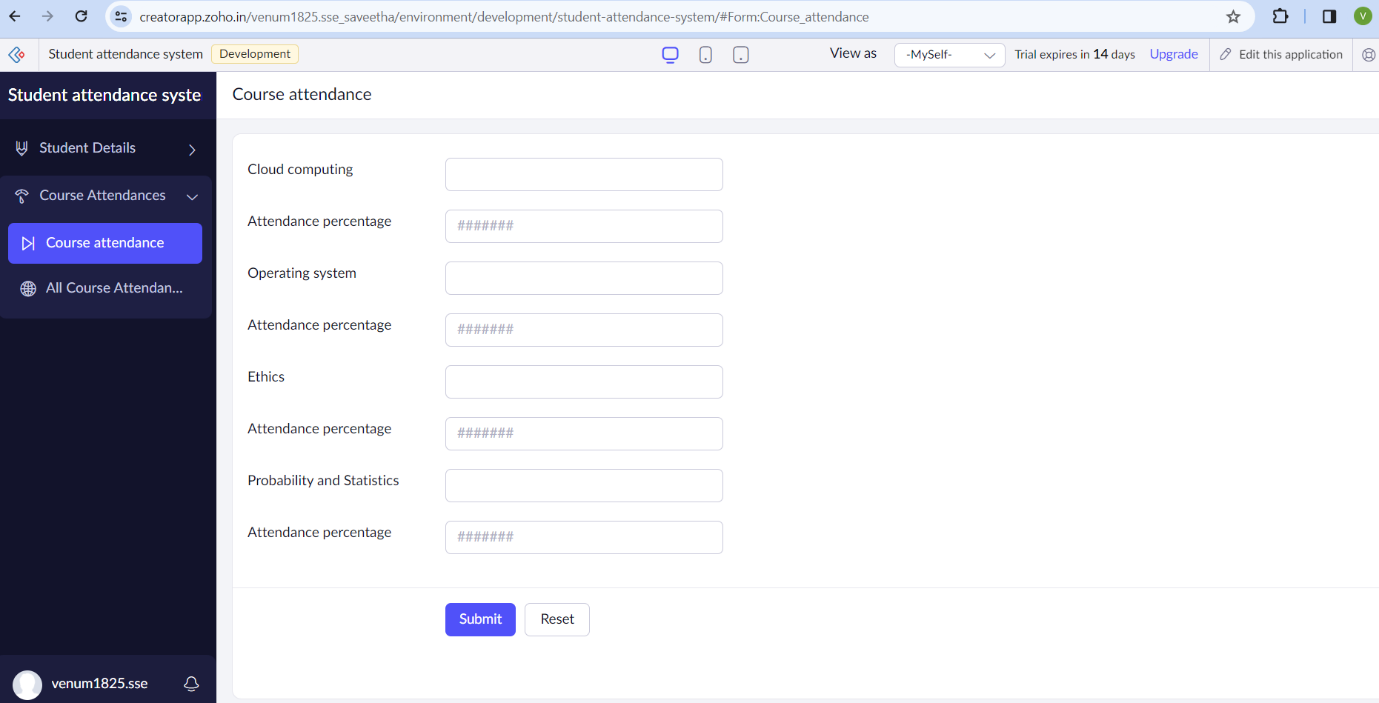 creatorapp.zoho.in/venum1825.sse_saveetha/environment/development/student-attendance-system/#Form:Course_attendance
V
Student attendance system Development View as -MySelf- Trial expires in 14 days Upgrade Edit this application
Student attendance syste
Course attendance
Student Details
Course Attendances
Course attendance
All Course Attendan...
Cloud computing
Attendance percentage #######
Operating system
Attendance percentage #######
Ethics
Attendance percentage #######
Probability and Statistics
Attendance percentage #######
Submit Reset
venum1825.sse